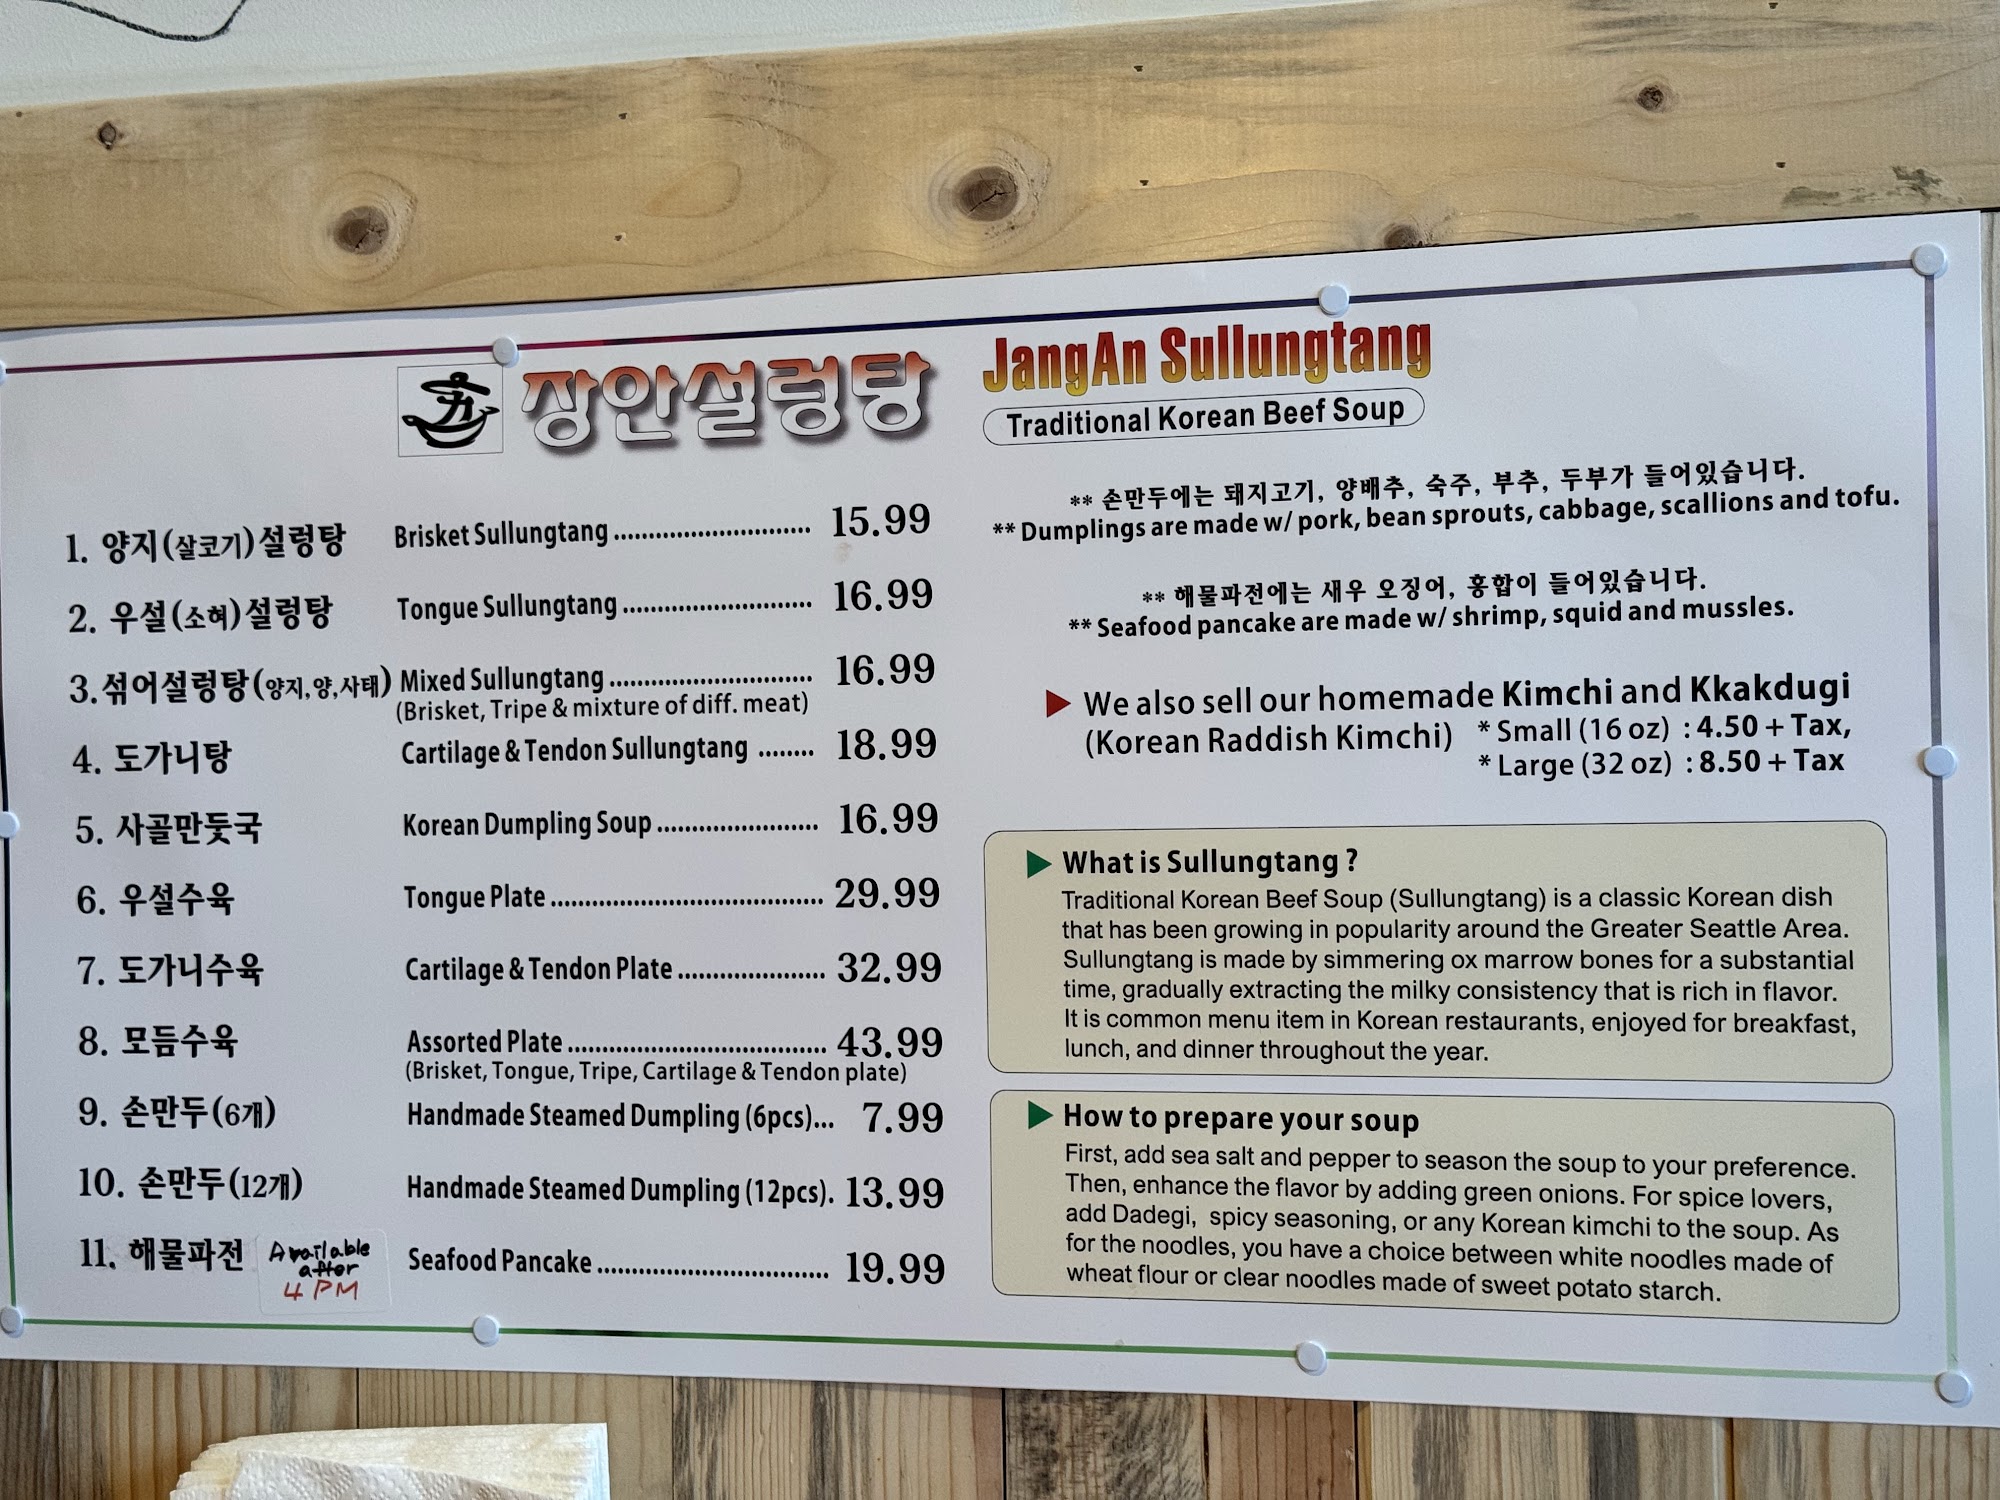 장안설렁탕
JangAn Sullungtang
Traditional Korean Beef Soup
1. 양지(살코기)설렁탕 Brisket Sullungtang ........................... 15.99
2. 우설(소혀)설렁탕 Tongue Sullungtang .......................... 16.99
3.섞어설렁탕(양지,양,사태) Mixed Sullungtang ............................ 16.99
(Brisket, Tripe & mixture of diff. meat)
4. 도가니탕 Cartilage & Tendon Sullungtang ........ 18.99
5. 사골만둣국 Korean Dumpling Soup ...................... 16.99
6. 우설수육 Tongue Plate ...................................... 29.99
7. 도가니수육 Cartilage & Tendon Plate .................... 32.99
8. 모듬수육 Assorted Plate .................................... 43.99
(Brisket, Tongue, Tripe, Cartilage & Tendon plate)
9. 손만두(6개) Handmade Steamed Dumpling (6pcs)... 7.99
10. 손만두(12개) Handmade Steamed Dumpling (12pcs). 13.99
11. 해물파전 Seafood Pancake ................................ 19.99
Available
after
4 PM
** 손만두에는 돼지고기, 양배추, 숙주, 부추, 두부가 들어있습니다.
** Dumplings are made w/ pork, bean sprouts, cabbage, scallions and tofu.
** 해물파전에는 새우 오징어, 홍합이 들어있습니다.
** Seafood pancake are made w/ shrimp, squid and mussles.
We also sell our homemade Kimchi and Kkakdugi
(Korean Raddish Kimchi) * Small (16 oz) : 4.50 + Tax,
* Large (32 oz) : 8.50 + Tax
What is Sullungtang ?
Traditional Korean Beef Soup (Sullungtang) is a classic Korean dish
that has been growing in popularity around the Greater Seattle Area.
Sullungtang is made by simmering ox marrow bones for a substantial
time, gradually extracting the milky consistency that is rich in flavor.
It is common menu item in Korean restaurants, enjoyed for breakfast,
lunch, and dinner throughout the year.
How to prepare your soup
First, add sea salt and pepper to season the soup to your preference.
Then, enhance the flavor by adding green onions. For spice lovers,
add Dadegi, spicy seasoning, or any Korean kimchi to the soup. As
for the noodles, you have a choice between white noodles made of
wheat flour or clear noodles made of sweet potato starch.